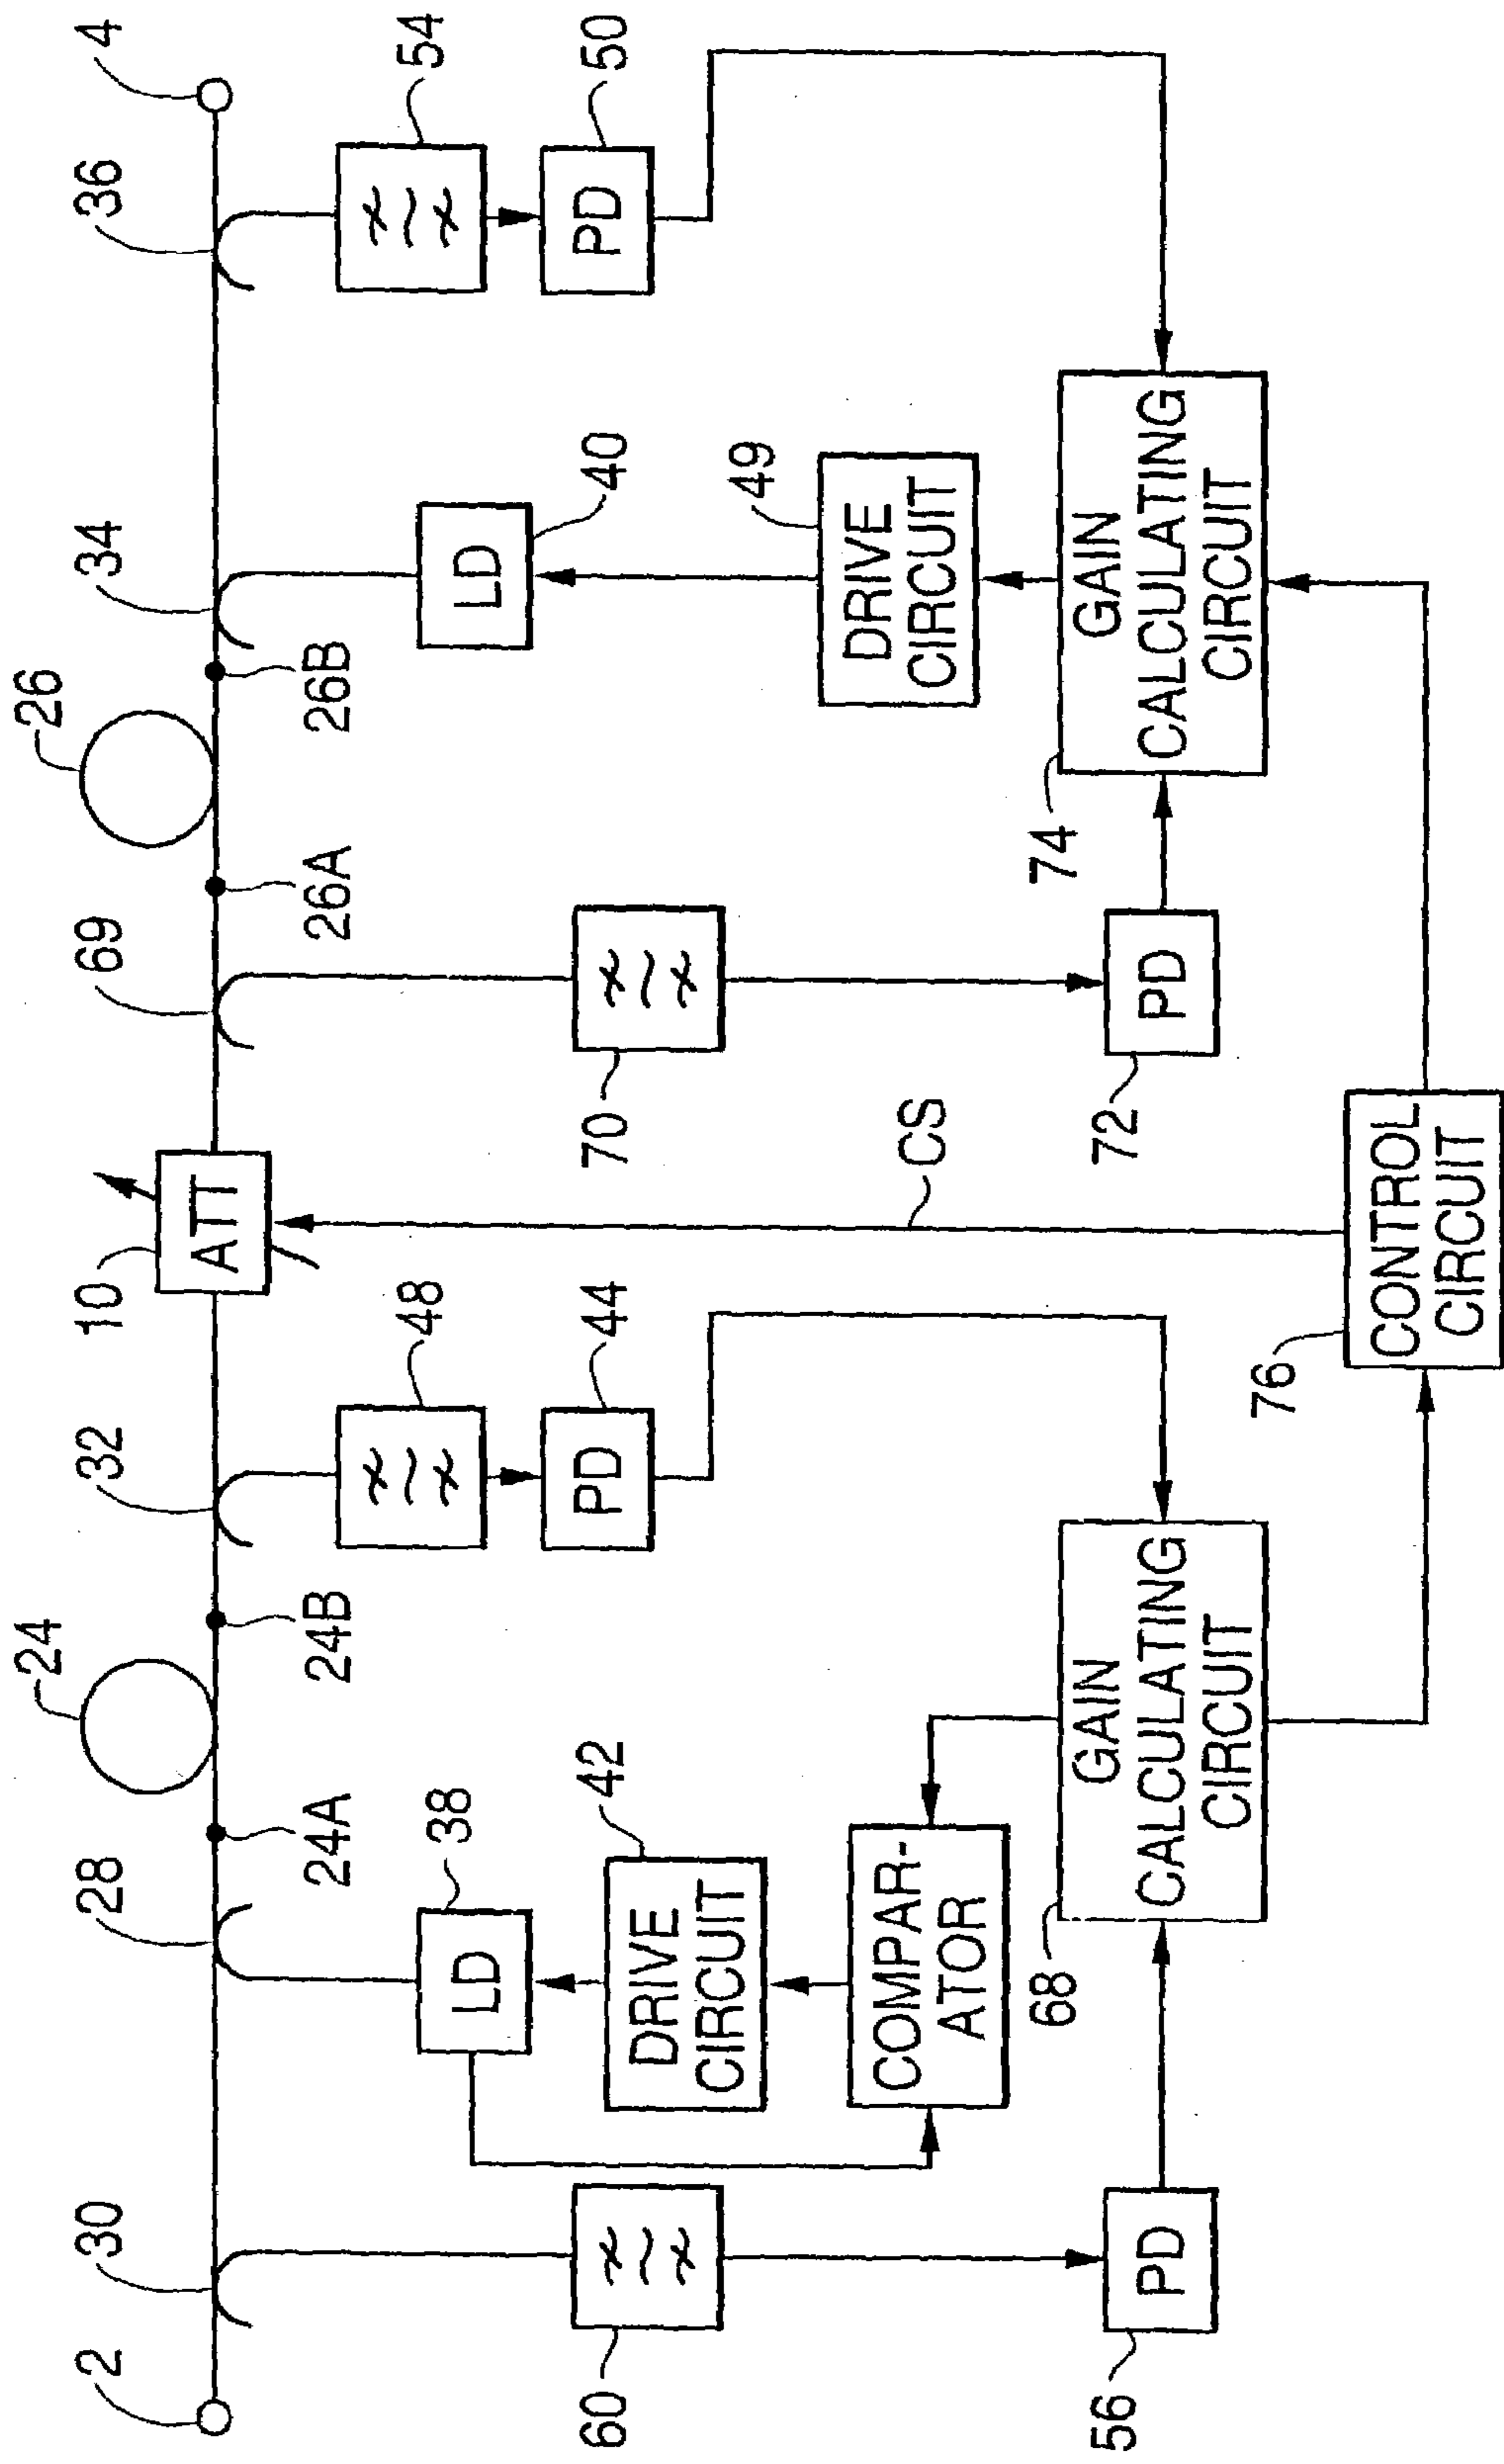 2
30
28
24
32
10
69
26
34
36
4
24A
24B
ATT
26A
26B
38
LD
48
40
LD
54
60
42
DRIVE
CIRCUIT
44
PD
70
49
DRIVE
CIRCUIT
50
PD
COMPAR-
ATOR
CS
56
PD
68
GAIN
CALCULATING
CIRCUIT
72
PD
74
GAIN
CALCULATING
CIRCUIT
76
CONTROL
CIRCUIT